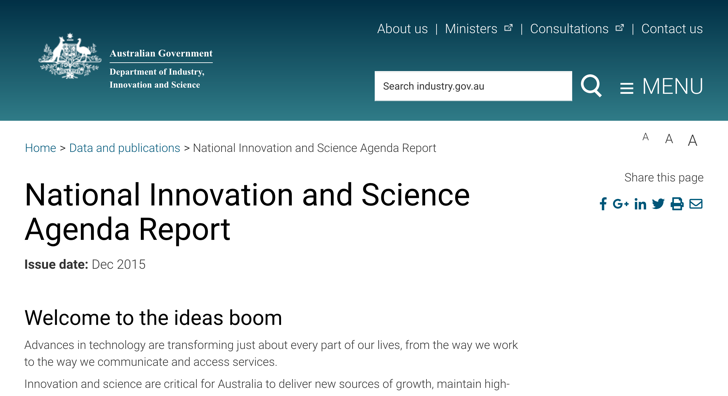 About us | Ministers | Consultations | Contact us
Australian Government
Department of Industry,
Innovation and Science
Search industry.gov.au
MENU
Home > Data and publications > National Innovation and Science Agenda Report
A A A
Share this page
National Innovation and Science
Agenda Report
Issue date: Dec 2015
Welcome to the ideas boom
Advances in technology are transforming just about every part of our lives, from the way we work
to the way we communicate and access services.
Innovation and science are critical for Australia to deliver new sources of growth, maintain high-